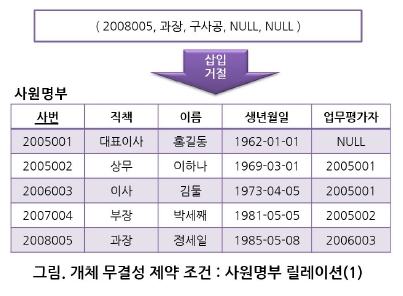 ( 2008005, 과장, 구사공, NULL, NULL )
삽입
거절
사원명부
사번 직책 이름 생년월일 업무평가자
2005001 대표이사 홍길동 1962-01-01 NULL
2005002 상무 이하나 1969-03-01 2005001
2006003 이사 김둘 1973-04-05 2005001
2007004 부장 박세째 1981-05-05 2005002
2008005 과장 정세일 1985-05-08 2006003
그림. 개체 무결성 제약 조건 : 사원명부 릴레이션(1)